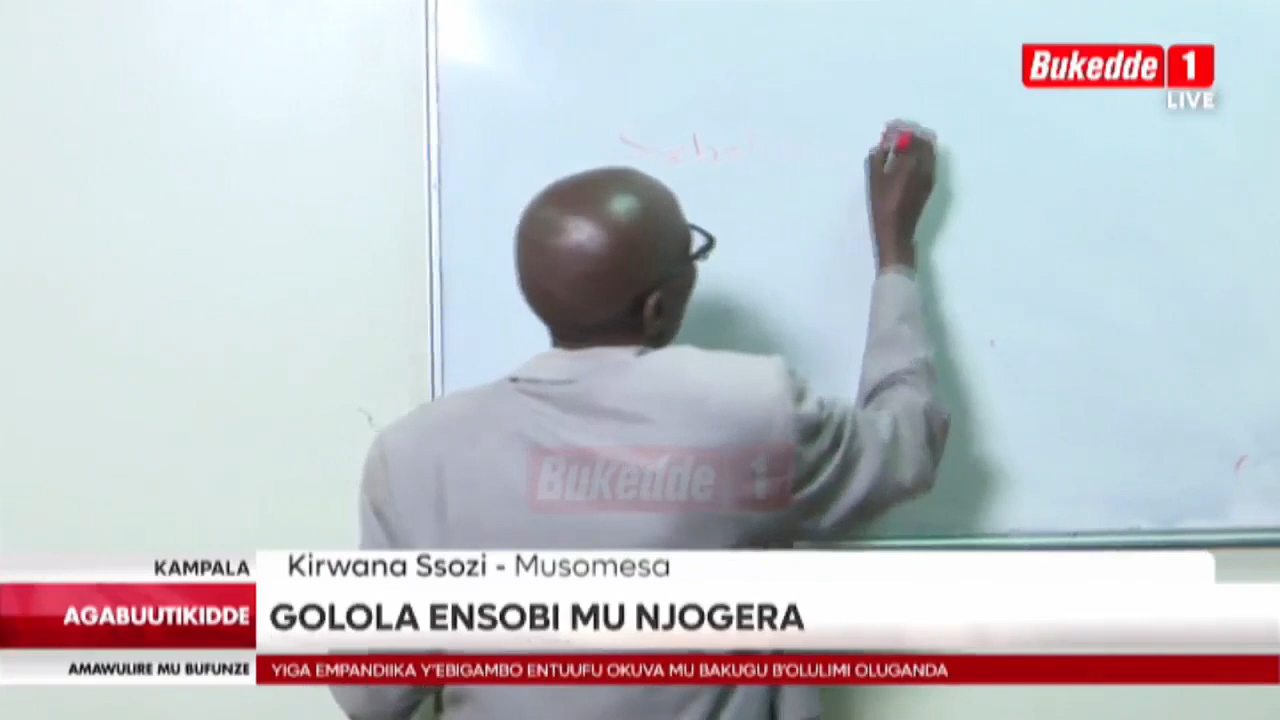 Bukedde 1
LIVE
Bukedde 1
KAMPALA
Kirwana Ssozi - Musomesa
AGABUUTIKIDDE
GOLOLA ENSOBI MU NJOGERA
AMAWULIRE MU BUFUNZE
YIGA EMPANDIIKA Y'EBIGAMBO ENTUUFU OKUVA MU BAKUGU B'OLULIMI OLUGANDA